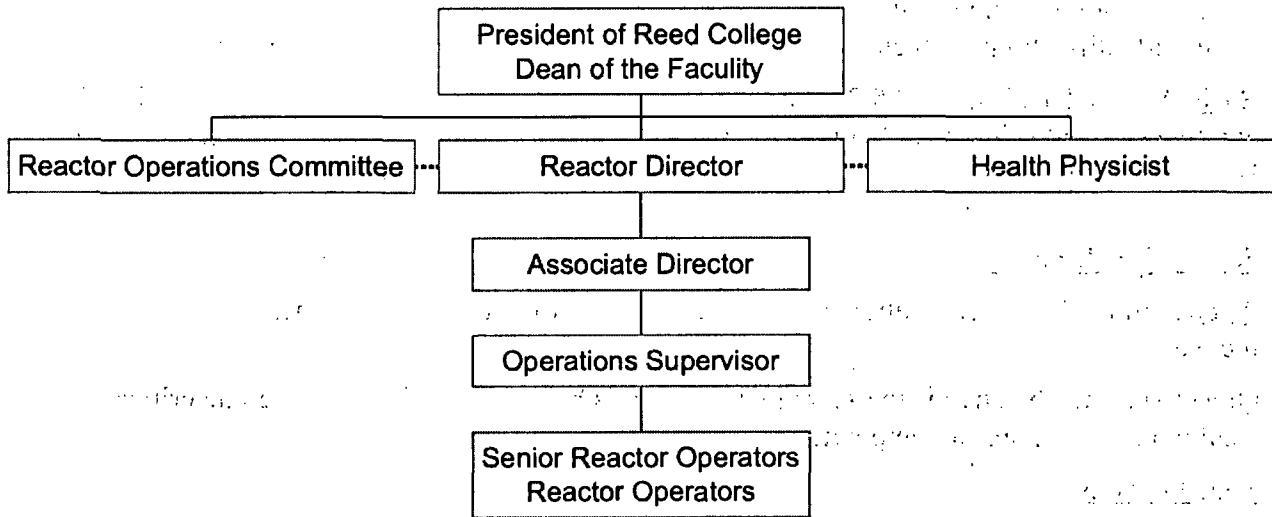 President of Reed College
Dean of the Faculity
Reactor Operations Committee
Reactor Director
Health Physicist
Associate Director
Operations Supervisor
Senior Reactor Operators
Reactor Operators